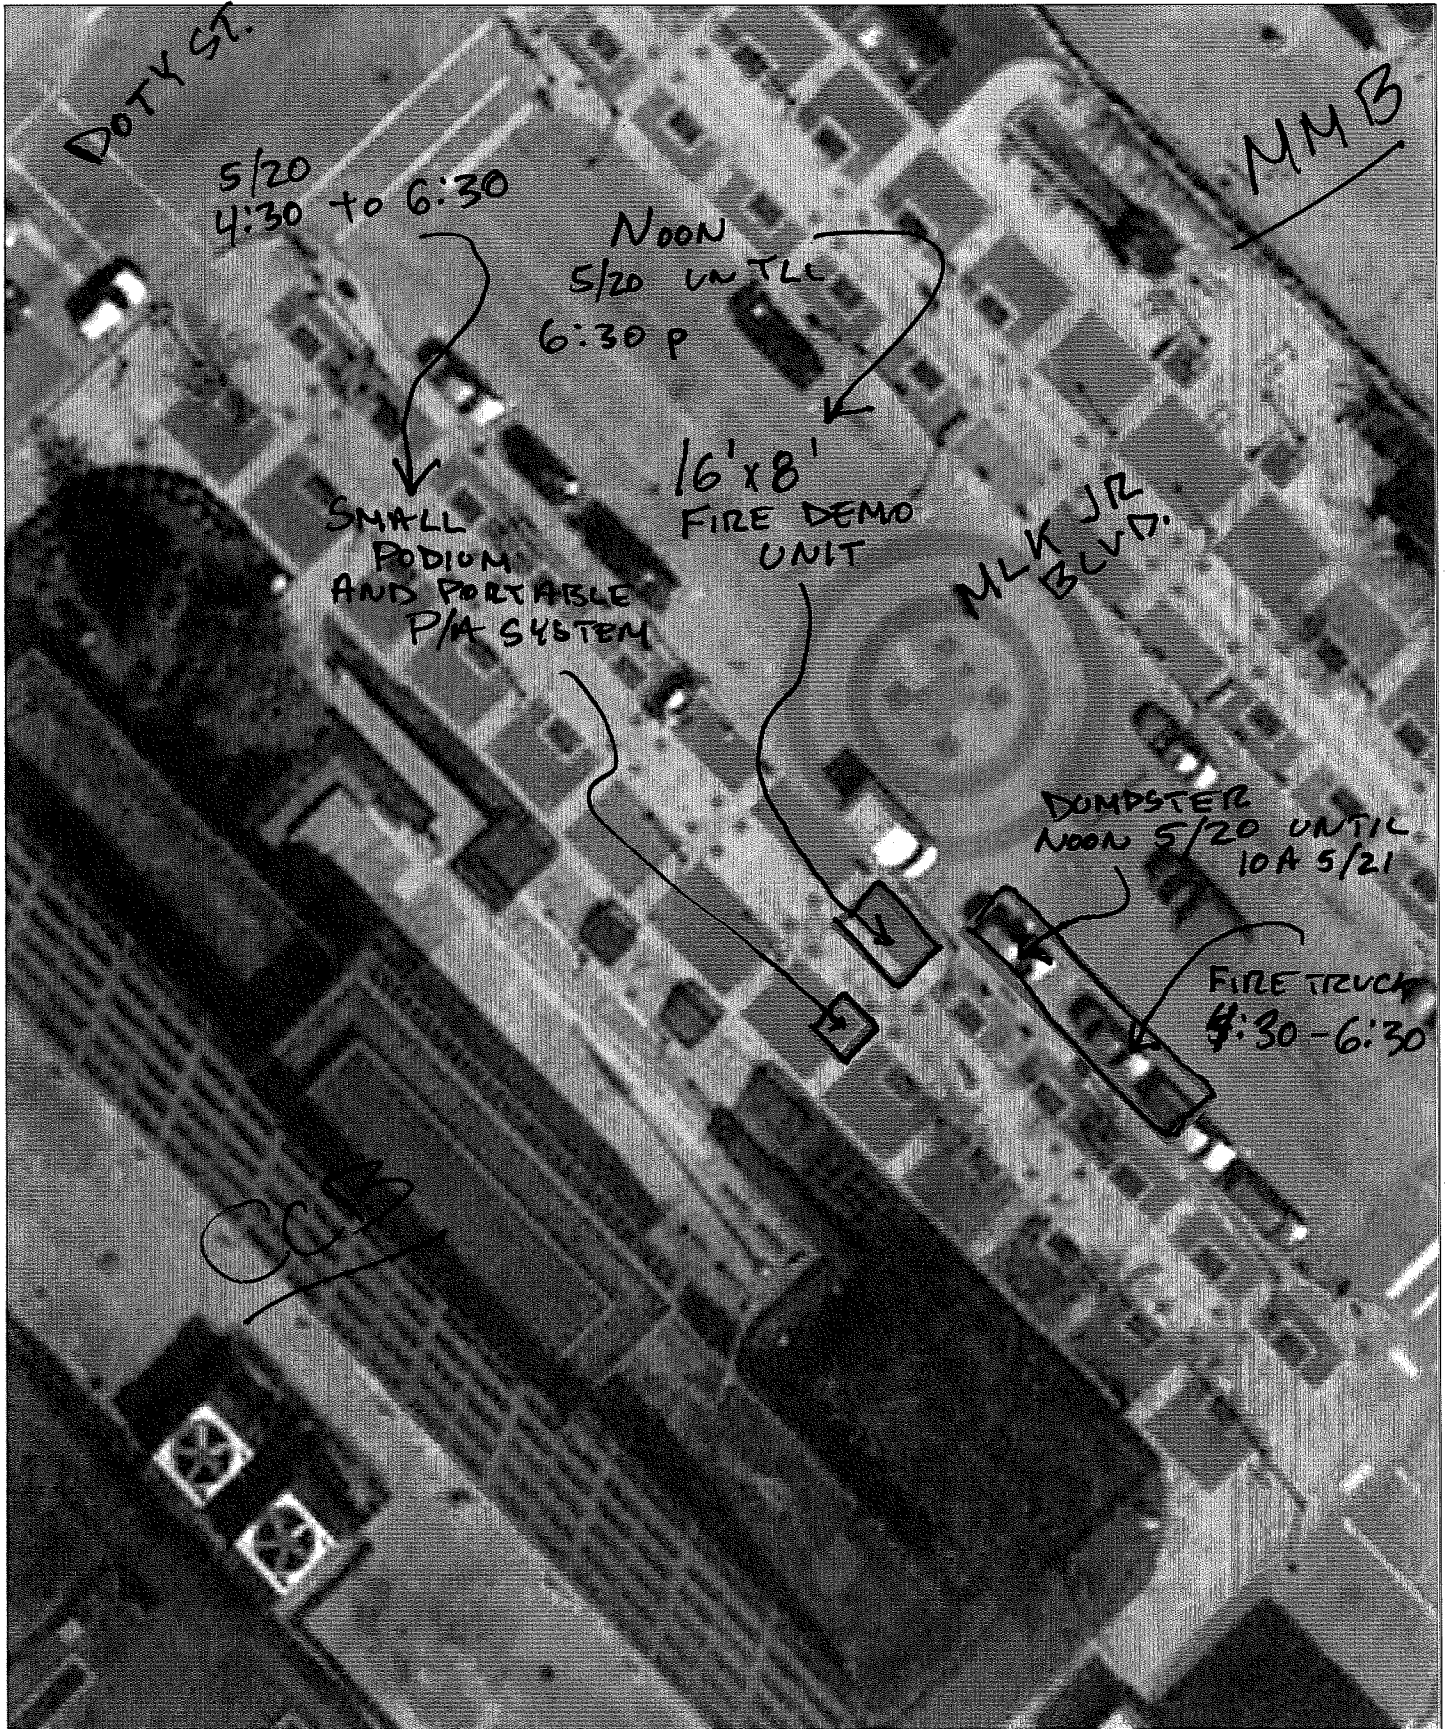 DOTY ST.
MMB
5/20
4:30 to 6:30
NOON
5/20 UNTIL
6:30 P
16'x8'
FIRE DEMO
UNIT
SMALL
PODIUM
AND PORTABLE
P/A SYSTEM
MLK JR
BLVD.
DUMPSTER
NOON 5/20 UNTIL
10A 5/21
FIRE TRUCK
4:30-6:30
CCB